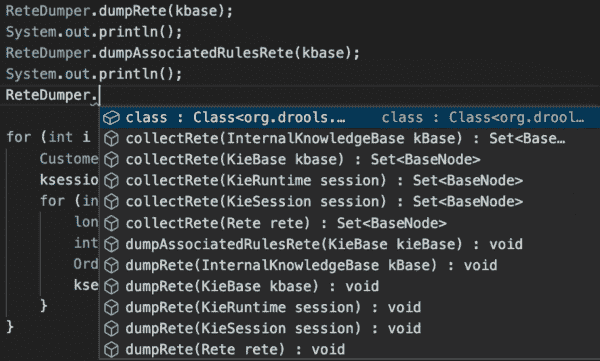 ReteDumper.dumpRete(kbase);
System.out.println();
ReteDumper.dumpAssociatedRulesRete(kbase);
System.out.println();
ReteDumper.
class : Class<org.drools.… class : Class<org.drool…
for (int i
collectRete(InternalKnowledgeBase kBase) : Set<Base…
Custome
collectRete(KieBase kbase) : Set<BaseNode>
ksessio
collectRete(KieRuntime session) : Set<BaseNode>
for (in
collectRete(KieSession session) : Set<BaseNode>
lon
collectRete(Rete rete) : Set<BaseNode>
int
dumpAssociatedRulesRete(KieBase kieBase) : void
Ord
dumpRete(InternalKnowledgeBase kBase) : void
kse
dumpRete(KieBase kbase) : void
}
dumpRete(KieRuntime session) : void
}
dumpRete(KieSession session) : void
dumpRete(Rete rete) : void